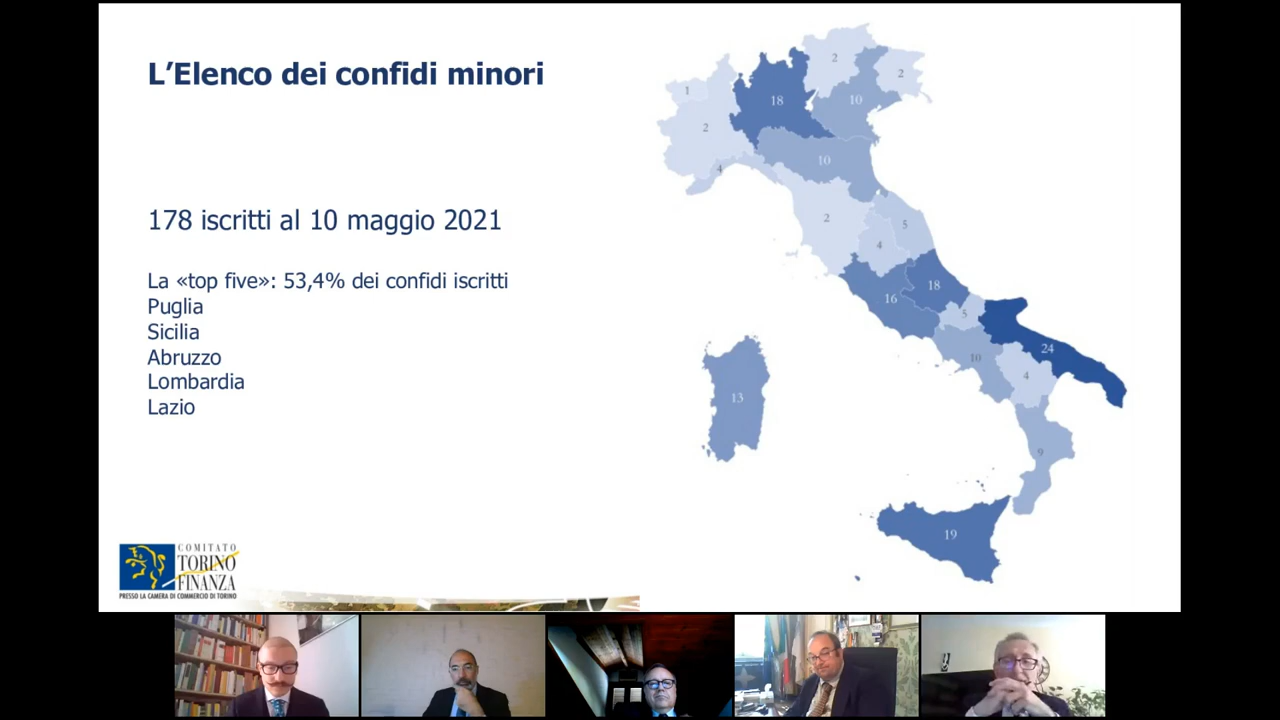 L'Elenco dei confidi minori
178 iscritti al 10 maggio 2021
La «top five»: 53,4% dei confidi iscritti
Puglia
Sicilia
Abruzzo
Lombardia
Lazio
2
2
1
18
10
2
10
4
2
5
4
18
16
5
24
10
4
13
9
19
COMITATO
TORINO
FINANZA
PRESSO LA CAMERA DI COMMERCIO DI TORINO